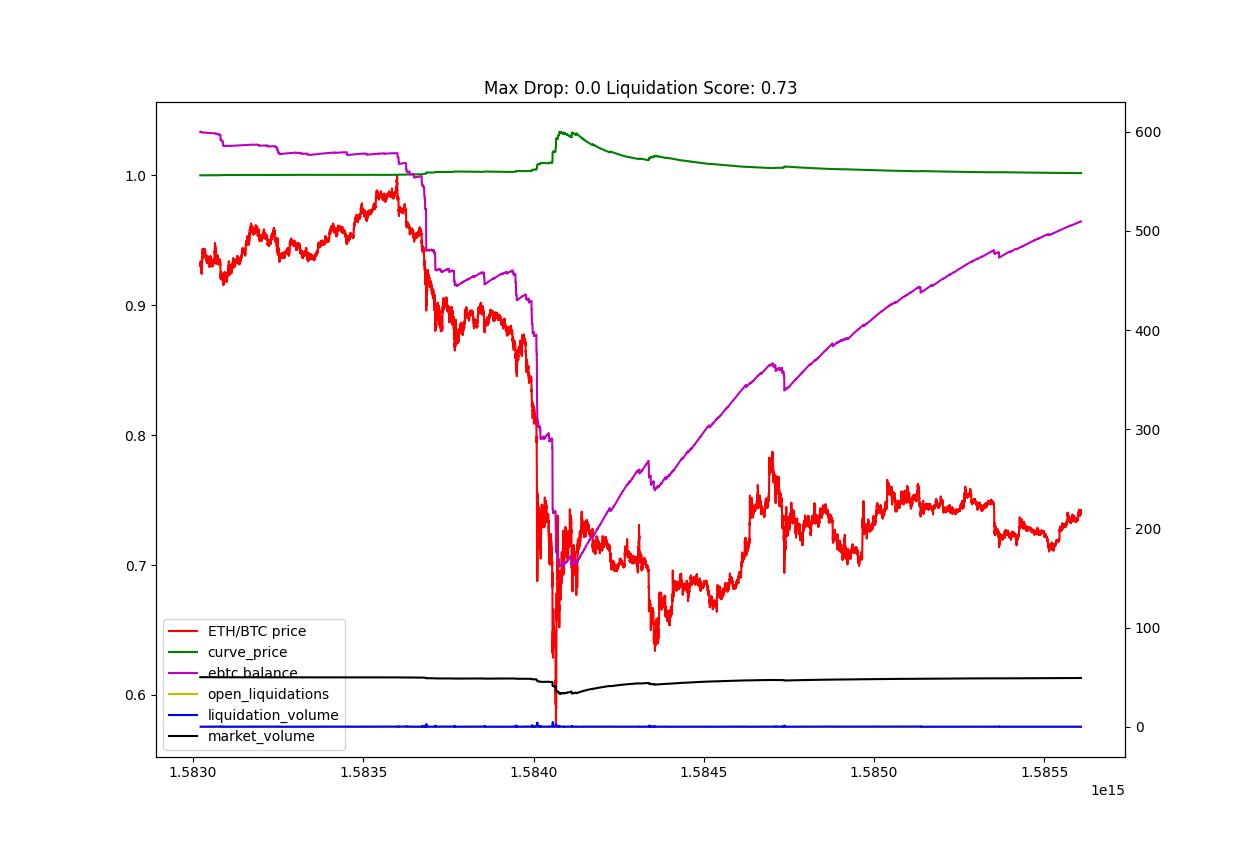 Max Drop: 0.0 Liquidation Score: 0.73
1.0
0.9
0.8
0.7
0.6
600
500
400
300
200
100
0
ETH/BTC price
curve_price
ebtc balance
open_liquidations
liquidation_volume
market_volume
1.5830
1.5835
1.5840
1.5845
1.5850
1.5855
1e15